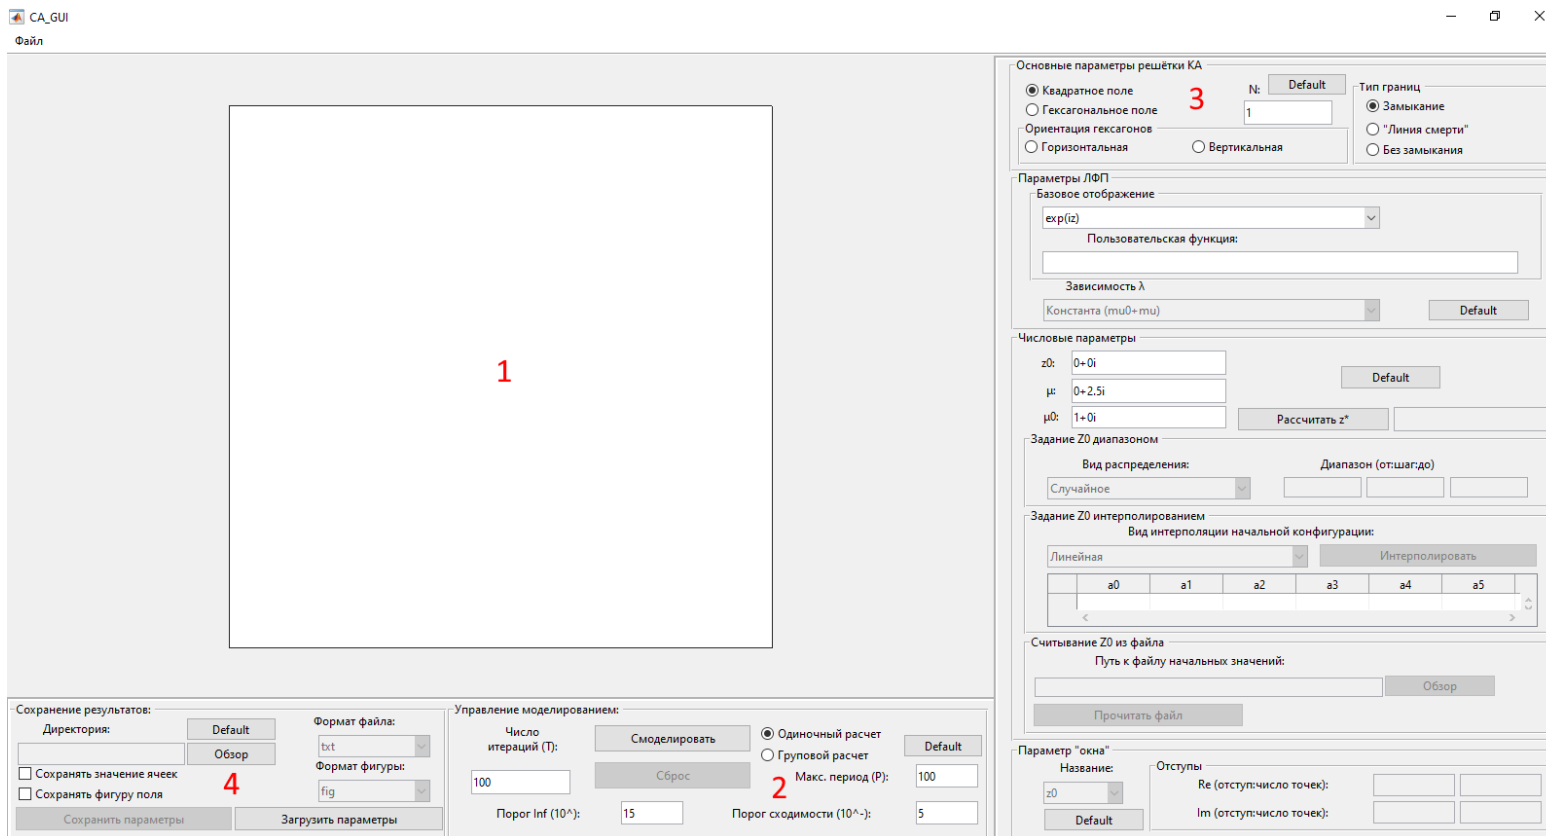 CA_GUI
Файл
1
Основные параметры решётки КА
Квадратное поле
3
N:
Default
1
Гексагональное поле
Ориентация гексагонов
Горизонтальная
Вертикальная
Тип границ
Замыкание
"Линия смерти"
Без замыкания
Параметры ЛФП
Базовое отображение
exp(iz)
Пользовательская функция:
Зависимость λ
Константа (mu0+mu)
Default
Числовые параметры
z0:
0+0i
Default
μ:
0+2.5i
μ0:
1+0i
Рассчитать z*
Задание Z0 диапазоном
Вид распределения:
Диапазон (от:шаг:до)
Случайное
Задание Z0 интерполированием
Вид интерполяции начальной конфигурации:
Линейная
Интерполировать
a0 a1 a2 a3 a4 a5
Считывание Z0 из файла
Путь к файлу начальных значений:
Обзор
Прочитать файл
Параметр "окна"
Название:
z0
Default
Отступы
Re (отступ:число точек):
Im (отступ:число точек):
Сохранение результатов:
Директория:
Default
Обзор
Формат файла:
txt
Сохранять значение ячеек
Сохранять фигуру поля
4
Формат фигуры:
fig
Сохранить параметры
Загрузить параметры
Управление моделированием:
Число
итераций (T):
100
Смоделировать
Сброс
Одиночный расчет
Груповой расчет
Default
2
Макс. период (P):
100
Порог Inf (10^):
15
Порог сходимости (10^-):
5